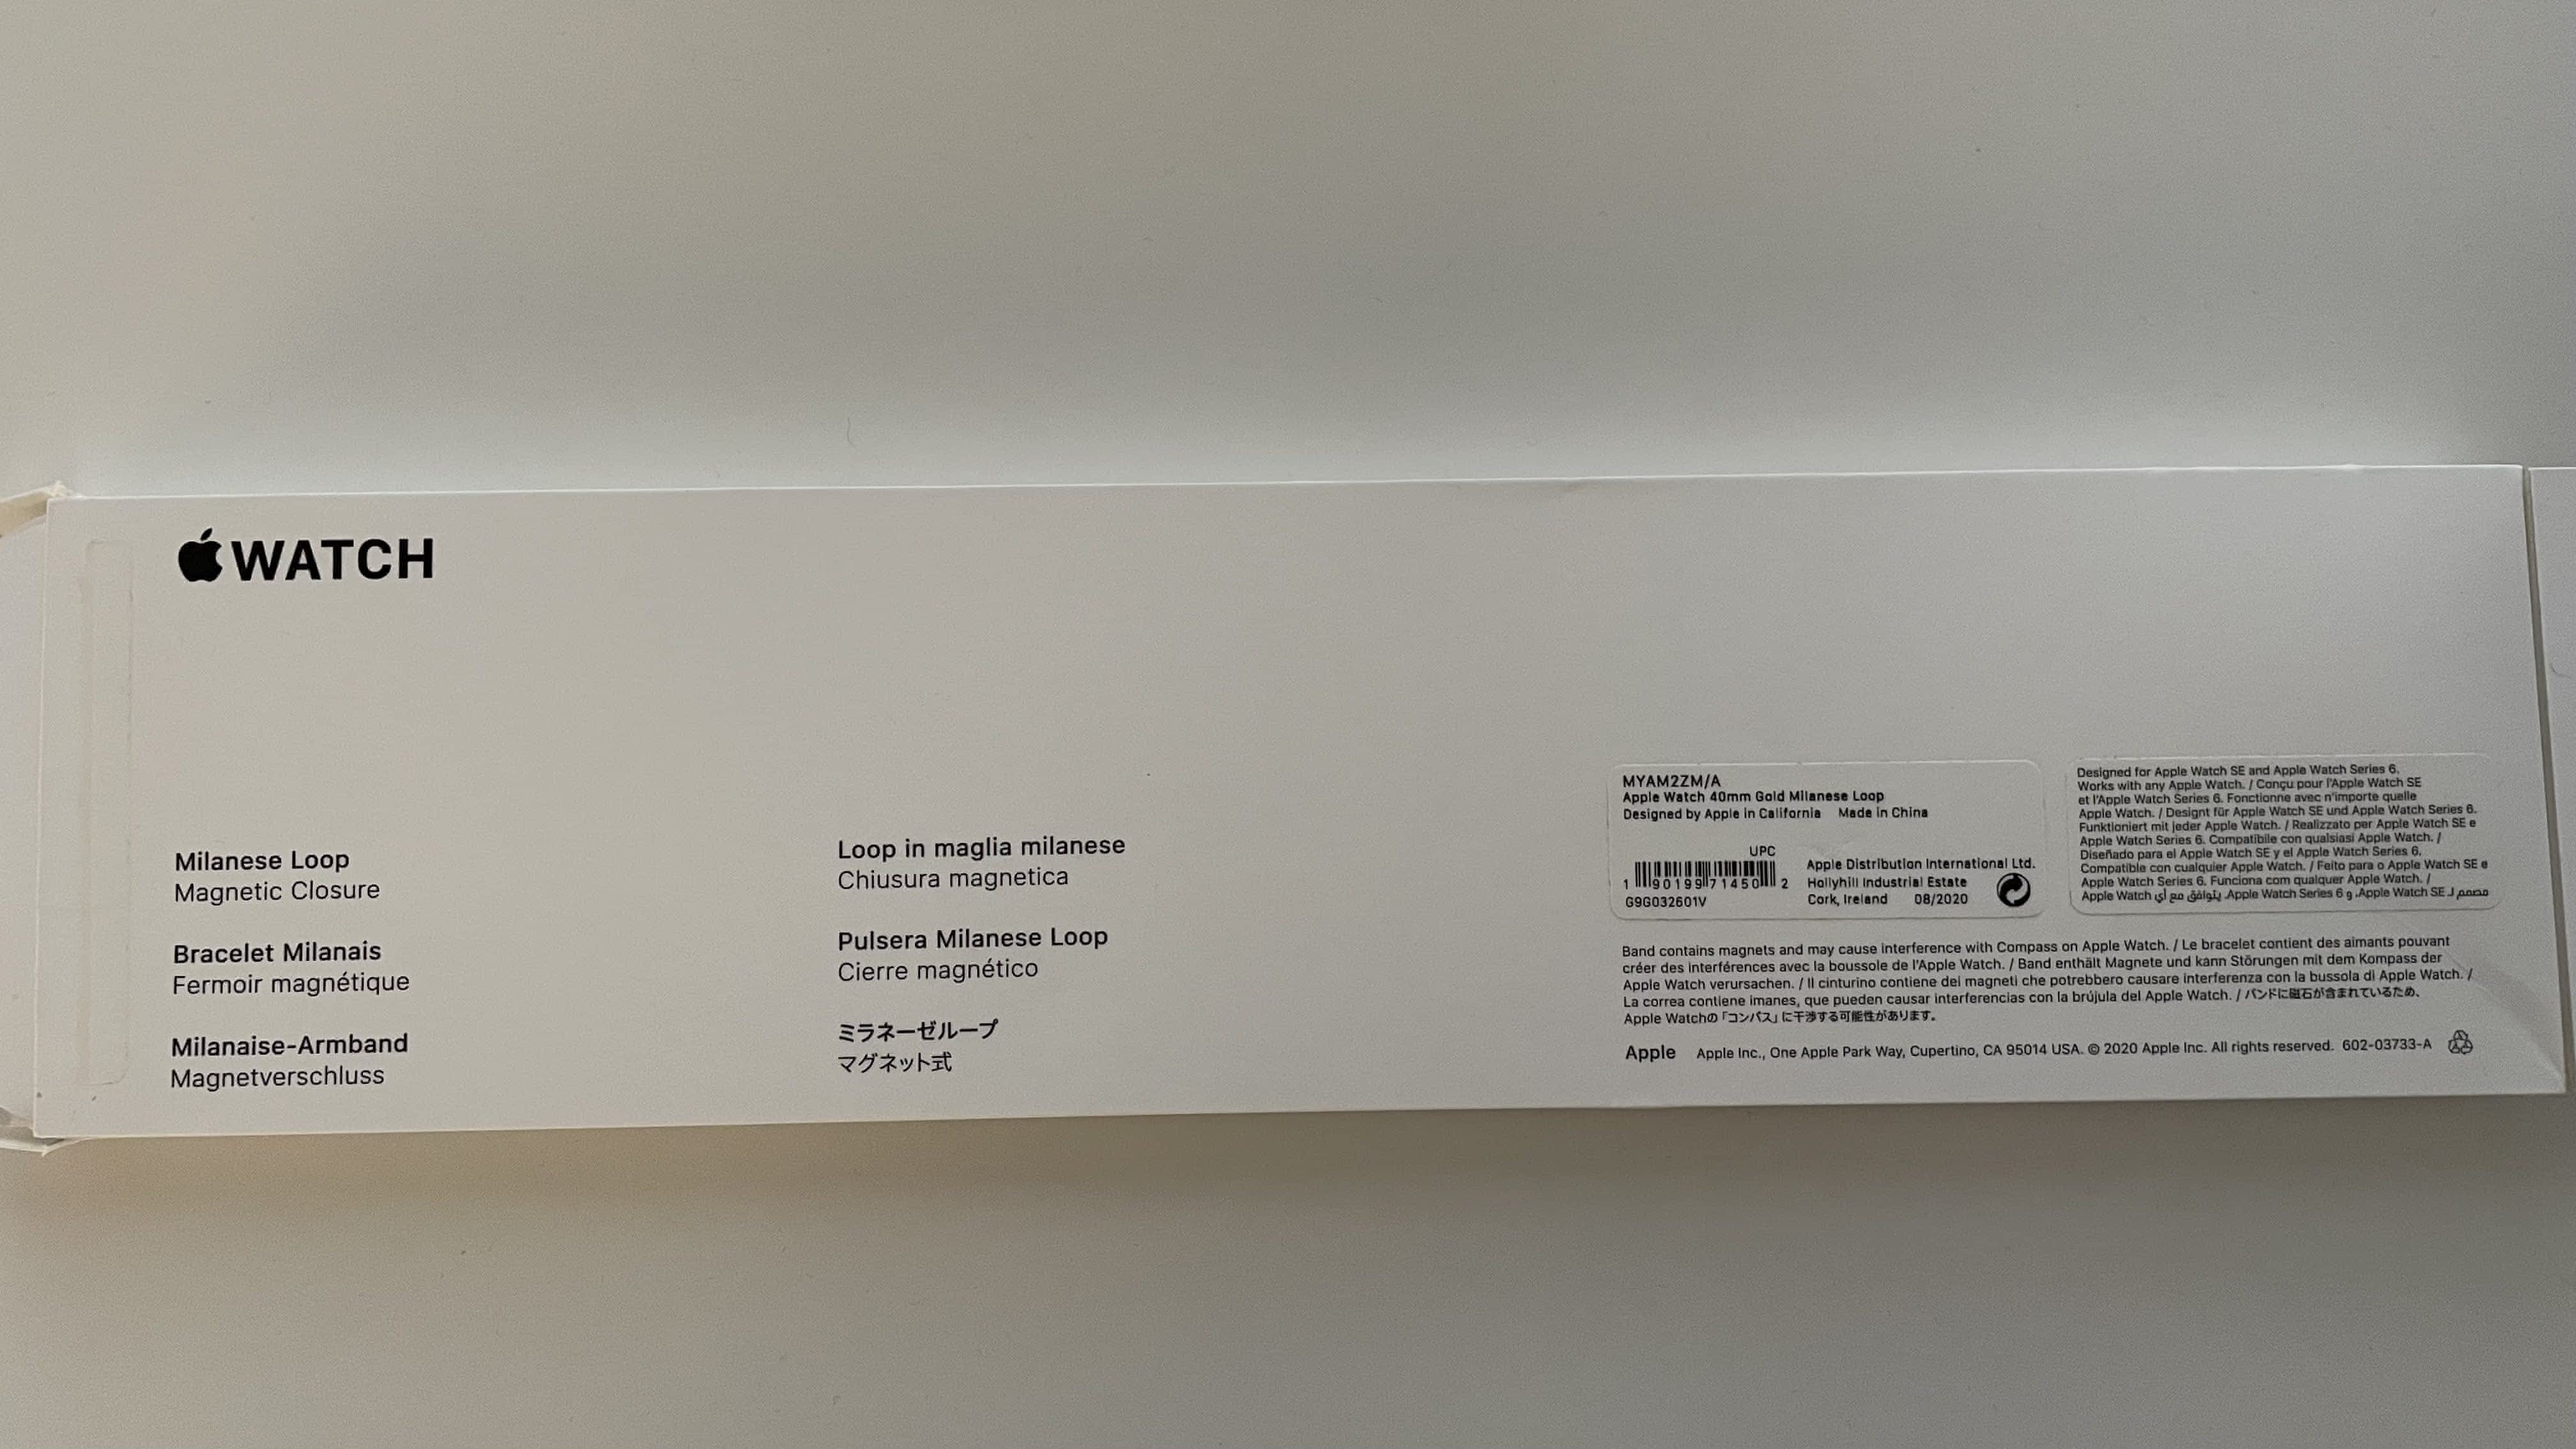 WATCH
Milanese Loop
Magnetic Closure
Bracelet Milanais
Fermoir magnétique
Milanaise-Armband
Magnetverschluss
Loop in maglia milanese
Chiusura magnetica
Pulsera Milanese Loop
Cierre magnético
ミラネーゼループ
マグネット式
MYAM2ZM/A
Apple Watch 40mm Gold Milanese Loop
Designed by Apple in California Made in China
UPC
1 90199 71450 2
G9G032601V
Apple Distribution International Ltd.
Hollyhill Industrial Estate
Cork, Ireland 08/2020
Designed for Apple Watch SE and Apple Watch Series 6.
Works with any Apple Watch. / Conçu pour l'Apple Watch SE
et l'Apple Watch Series 6. Fonctionne avec n'importe quelle
Apple Watch. / Designt für Apple Watch SE und Apple Watch Series 6.
Funktioniert mit jeder Apple Watch. / Realizzato per Apple Watch SE e
Apple Watch Series 6. Compatibile con qualsiasi Apple Watch. /
Diseñado para el Apple Watch SE y el Apple Watch Series 6.
Compatible con cualquier Apple Watch. / Feito para o Apple Watch SE e
Apple Watch Series 6. Funciona com qualquer Apple Watch. /
مصمم لـ Apple Watch SE، و Apple Watch Series 6. يتوافق مع أي Apple Watch
Band contains magnets and may cause interference with Compass on Apple Watch. / Le bracelet contient des aimants pouvant
créer des interférences avec la boussole de l'Apple Watch. / Band enthält Magnete und kann Störungen mit dem Kompass der
Apple Watch verursachen. / Il cinturino contiene dei magneti che potrebbero causare interferenza con la bussola di Apple Watch. /
La correa contiene imanes, que pueden causar interferencias con la brújula del Apple Watch. / バンドに磁石が含まれているため、
Apple Watchの「コンパス」に干渉する可能性があります。
Apple Apple Inc., One Apple Park Way, Cupertino, CA 95014 USA. © 2020 Apple Inc. All rights reserved. 602-03733-A